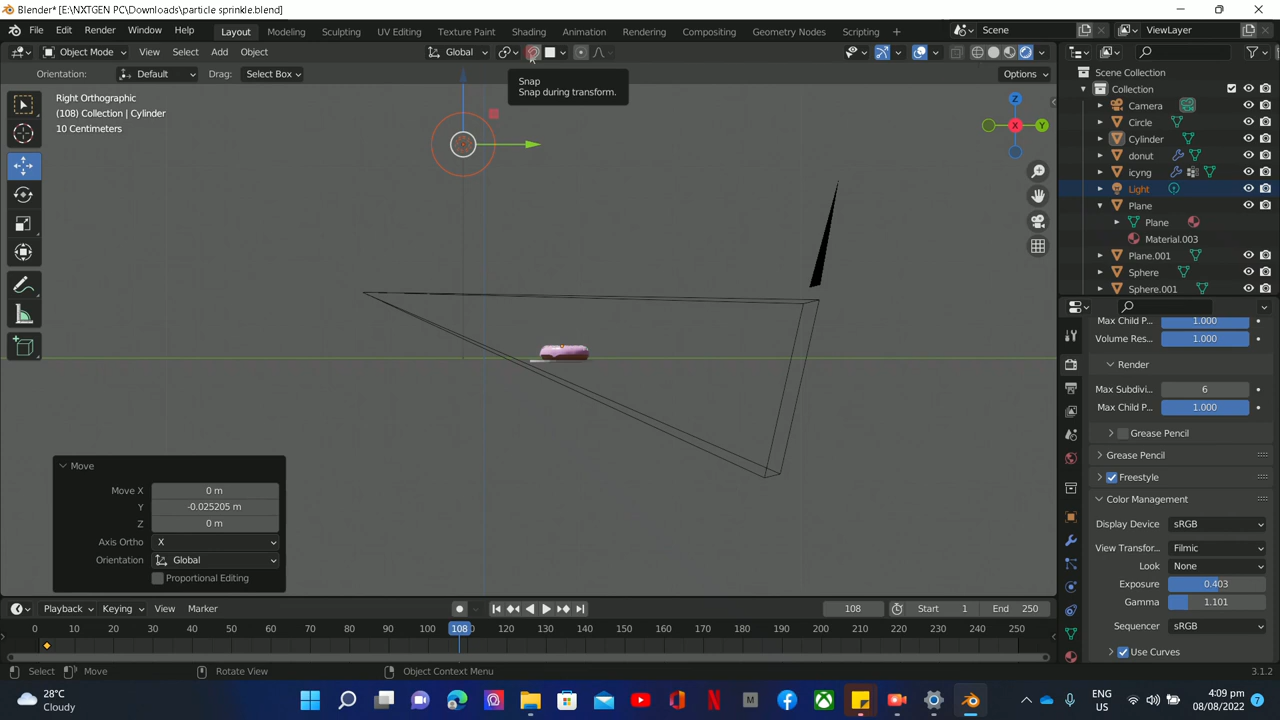 Blender* [E:\NXTGEN PC\Downloads\particle sprinkle.blend]
File Edit Render Window Help Layout Modeling Sculpting UV Editing Texture Paint Shading Animation Rendering Compositing Geometry Nodes Scripting + Scene ViewLayer
Object Mode View Select Add Object Global
Orientation: Default Drag: Select Box Options
Snap
Snap during transform.
Right Orthographic
(108) Collection | Cylinder
10 Centimeters
Z
X
Y
Scene Collection
Collection
Camera
Circle
Cylinder
donut
icyng
Light
Plane
Plane
Material.003
Plane.001
Sphere
Sphere.001
Max Child P... 1.000
Volume Res... 1.000
Render
Max Subdivi... 6
Max Child P... 1.000
Grease Pencil
Grease Pencil
Freestyle
Color Management
Display Device sRGB
View Transfor... Filmic
Look None
Exposure 0.403
Gamma 1.101
Sequencer sRGB
Use Curves
Move
Move X 0 m
Y -0.025205 m
Z 0 m
Axis Ortho X
Orientation Global
Proportional Editing
Playback Keying View Marker 108 Start 1 End 250
0 10 20 30 40 50 60 70 80 90 100 108 120 130 140 150 160 170 180 190 200 210 220 230 240 250
Select Move Rotate View Object Context Menu 3.1.2
28°C
Cloudy
ENG
US
4:09 pm
08/08/2022